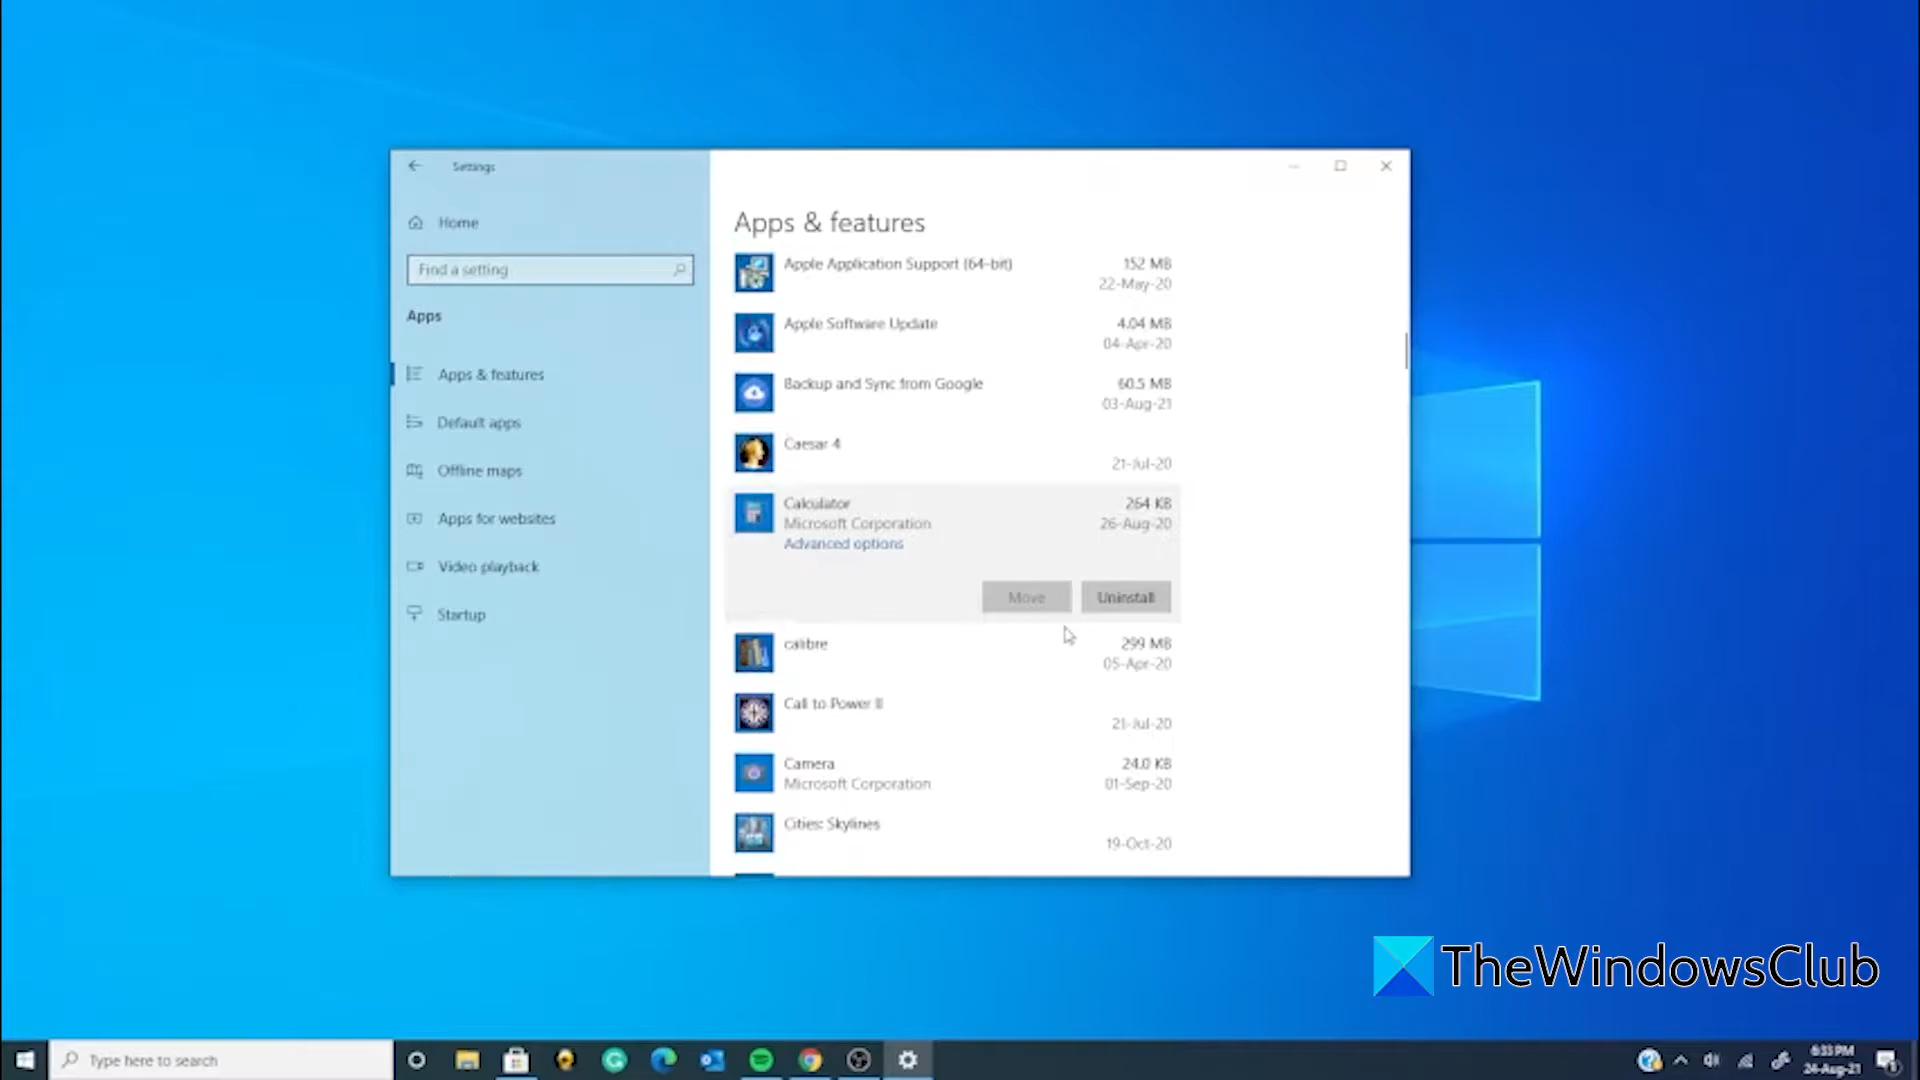 Settings
Home
Find a setting
Apps
Apps & features
Default apps
Offline maps
Apps for websites
Video playback
Startup
Apps & features
Apple Application Support (64-bit) 152 MB
22-May-20
Apple Software Update 4.04 MB
04-Apr-20
Backup and Sync from Google 60.5 MB
03-Aug-21
Caesar 4
21-Jul-20
Calculator 264 KB
Microsoft Corporation 26-Aug-20
Advanced options
Move Uninstall
calibre 299 MB
05-Apr-20
Call to Power II
21-Jul-20
Camera 24.0 KB
Microsoft Corporation 01-Sep-20
Cities: Skylines
19-Oct-20
TheWindowsClub
Type here to search
6:33 PM
24-Aug-21